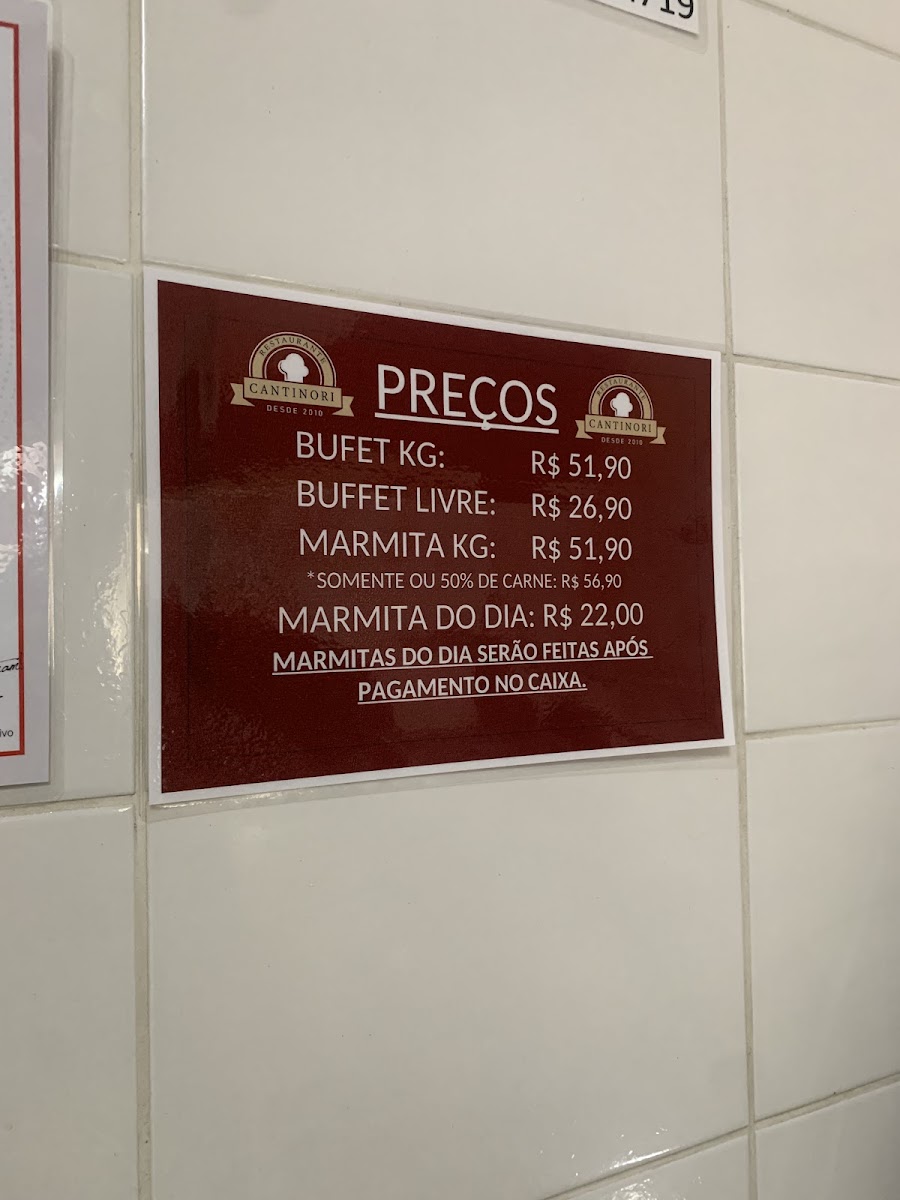 /19
RESTAURANTE
CANTINORI
DESDE 2010
PREÇOS
RESTAURANTE
CANTINORI
DESDE 2010
BUFET KG: R$ 51,90
BUFFET LIVRE: R$ 26,90
MARMITA KG: R$ 51,90
*SOMENTE OU 50% DE CARNE: R$ 56,90
MARMITA DO DIA: R$ 22,00
MARMITAS DO DIA SERÃO FEITAS APÓS
PAGAMENTO NO CAIXA.
ivo